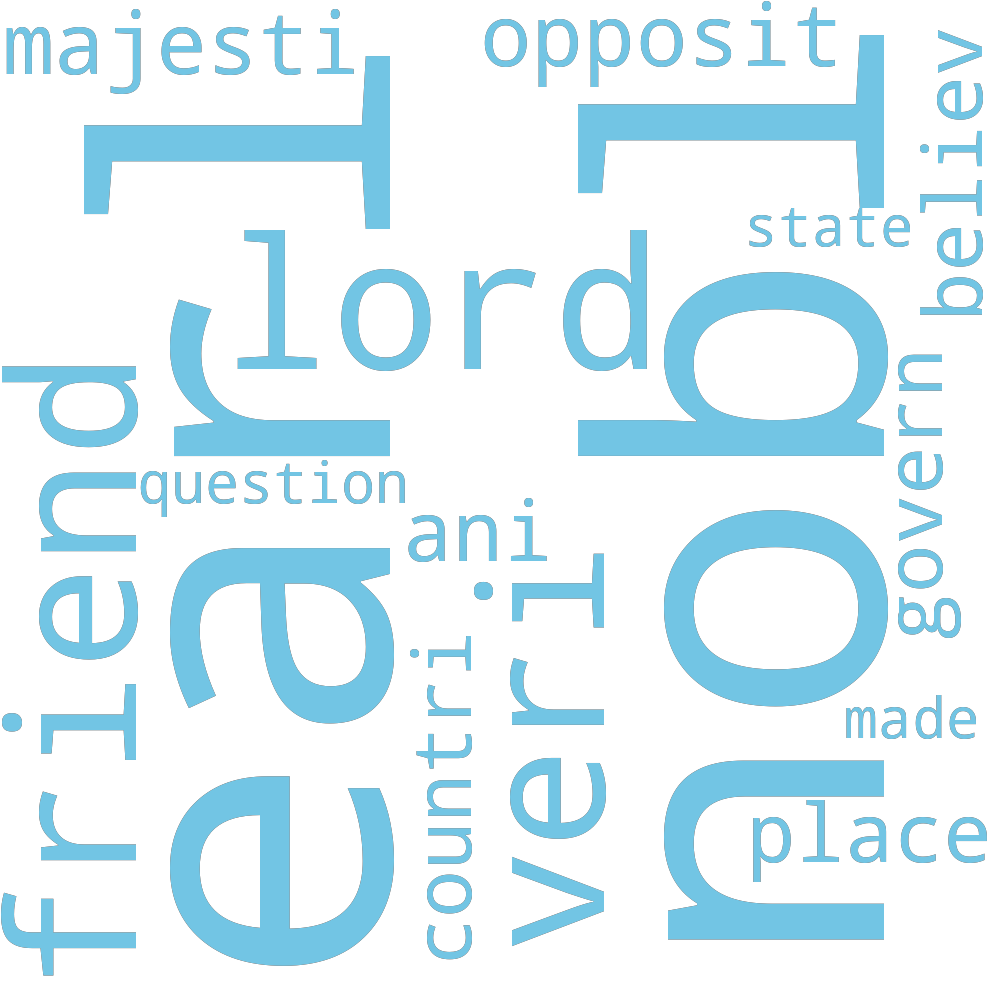 majesti
opposit
believ
earl
nobl
lord
state
friend
govern
question
ani
veri
countri
made
place